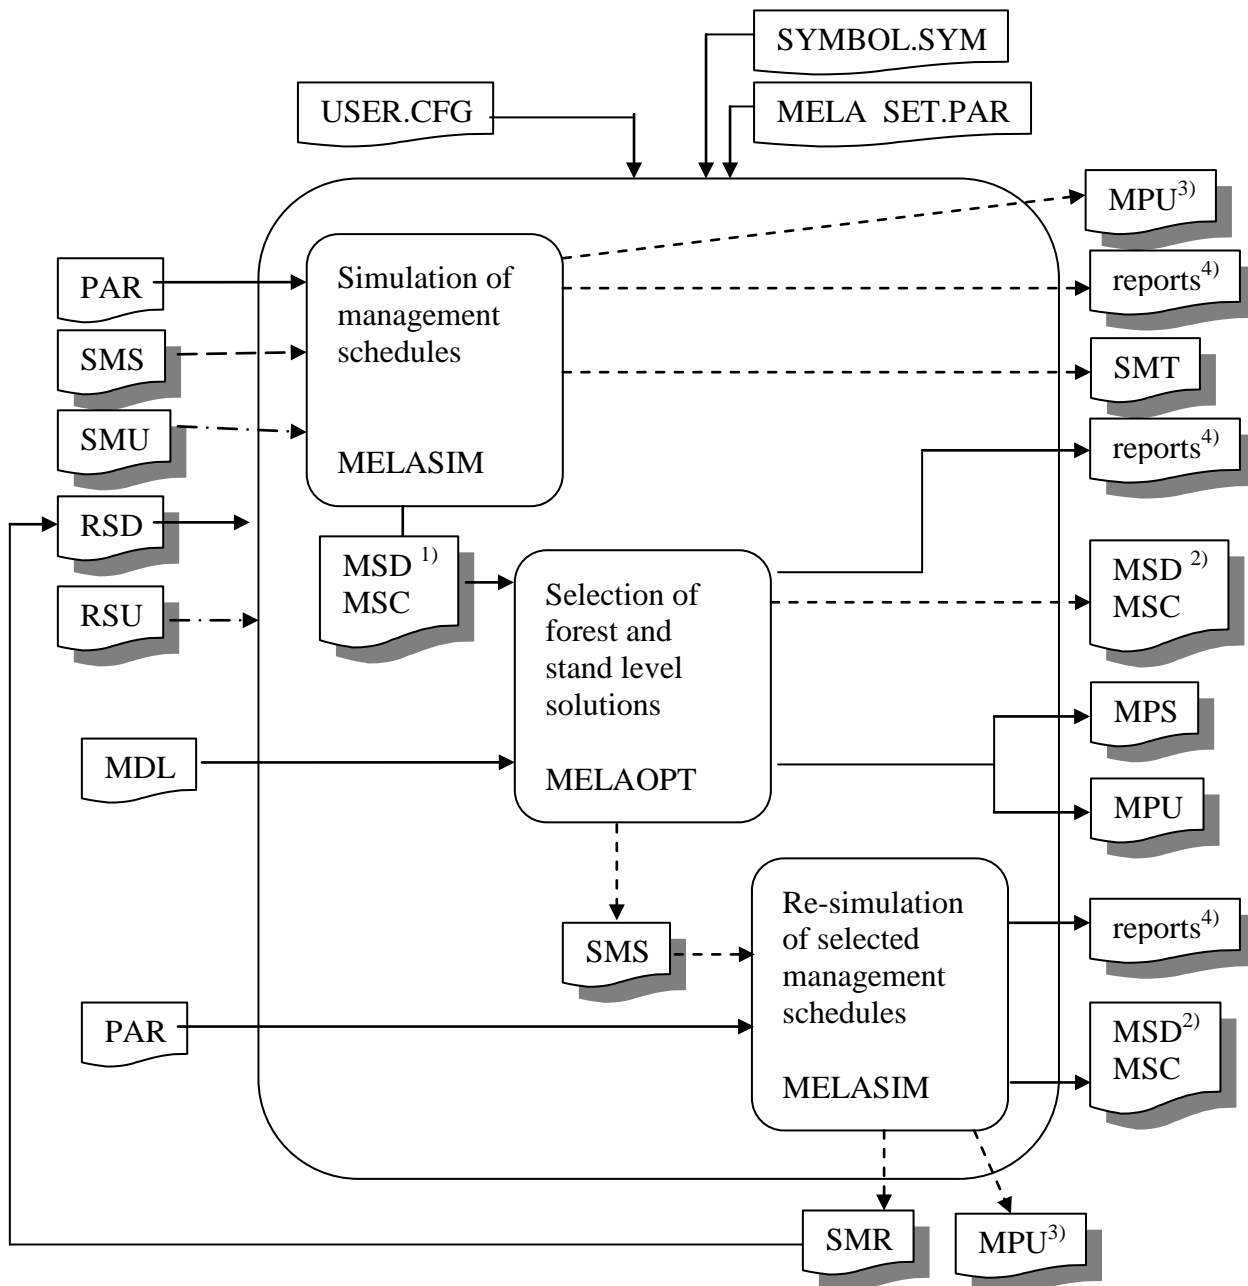 SYMBOL.SYM
USER.CFG
MELA SET.PAR
MPU3)
PAR
Simulation of
management
schedules
MELASIM
reports4)
SMS
SMT
SMU
reports4)
RSD
MSD 1)
MSC
RSU
Selection of
forest and
stand level
solutions
MELAOPT
MSD 2)
MSC
MPS
MDL
MPU
SMS
Re-simulation
of selected
management
schedules
MELASIM
reports4)
PAR
MSD2)
MSC
SMR
MPU3)